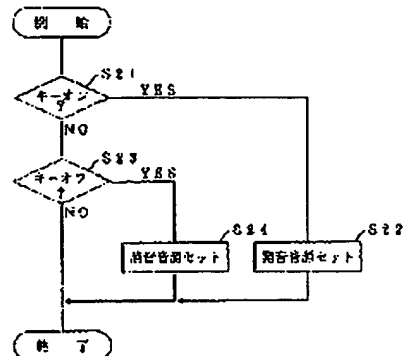 開 始
S21
キーオン
?
YES
NO
S23
キーオフ
?
YES
NO
S24
消音音源セット
S22
発音音源セット
終 了